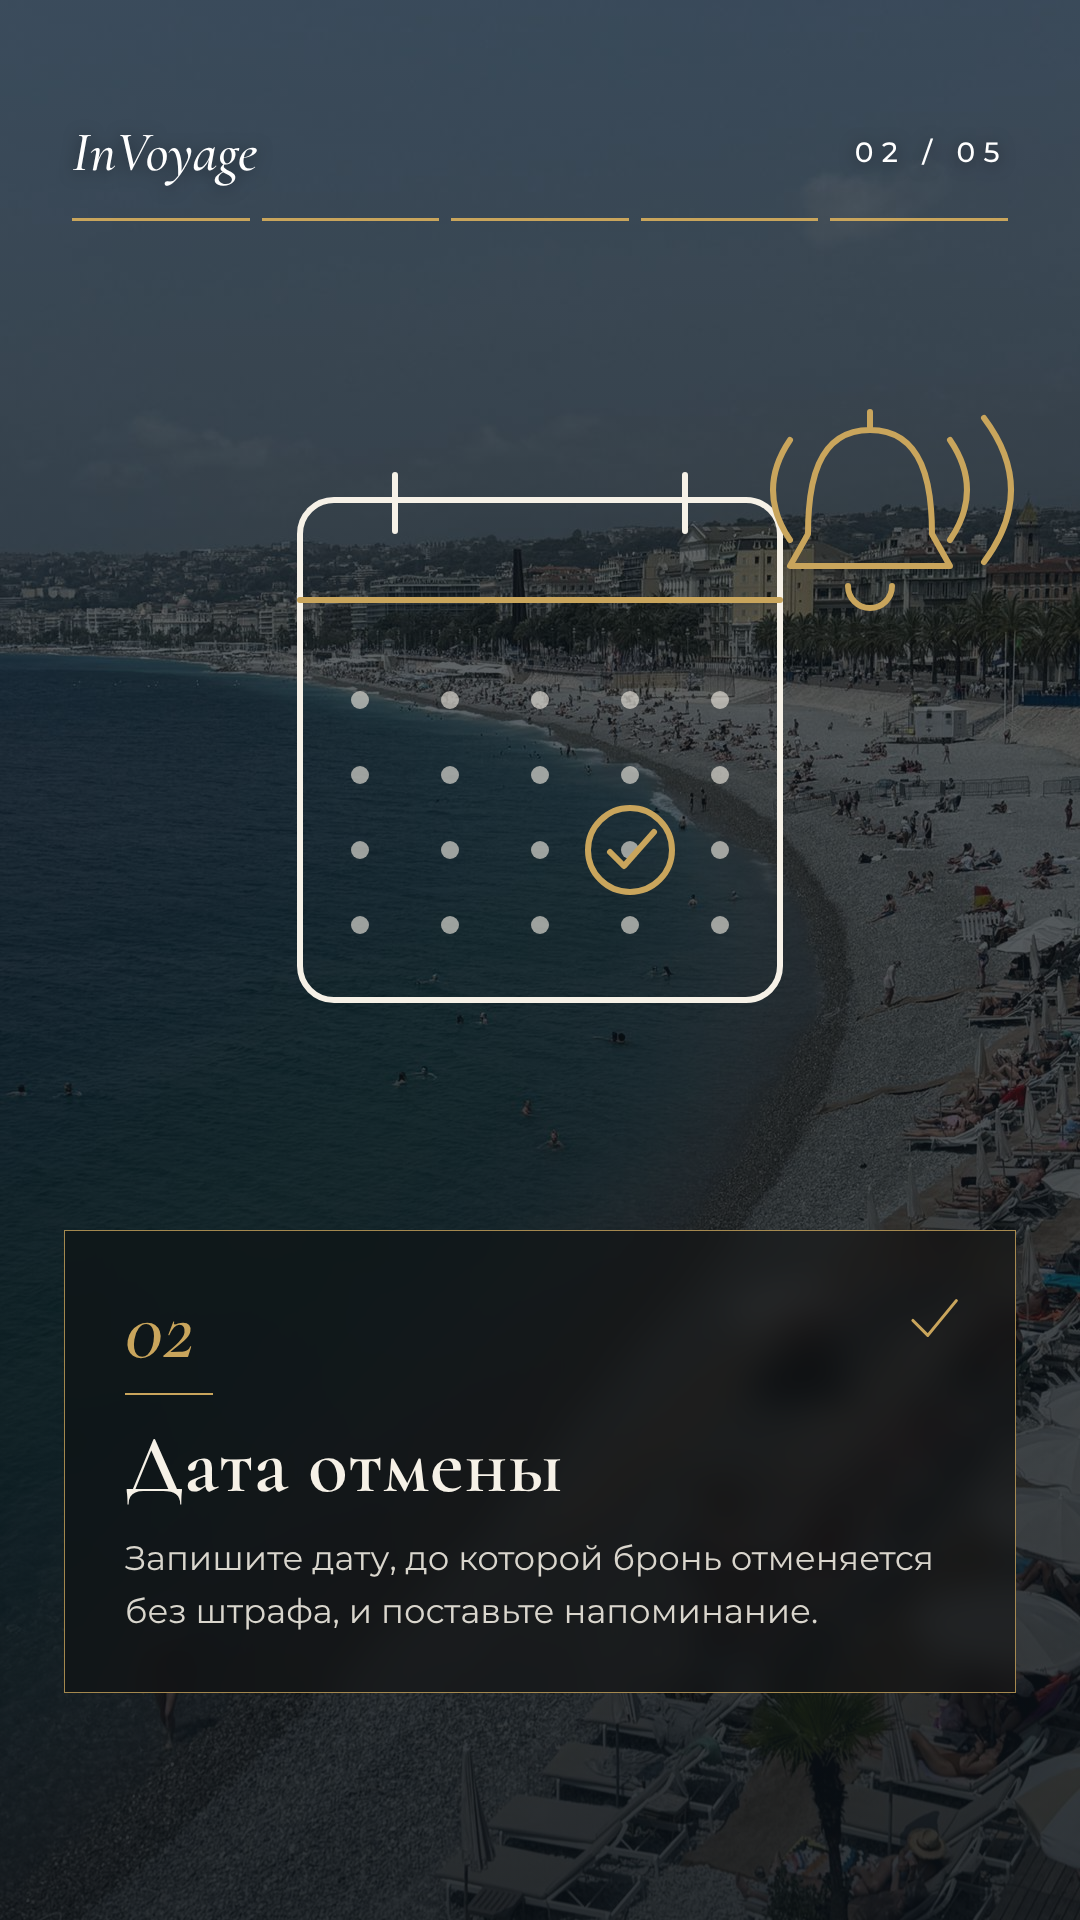 InVoyage
02 / 05
02
Дата отмены
Запишите дату, до которой бронь отменяется
без штрафа, и поставьте напоминание.